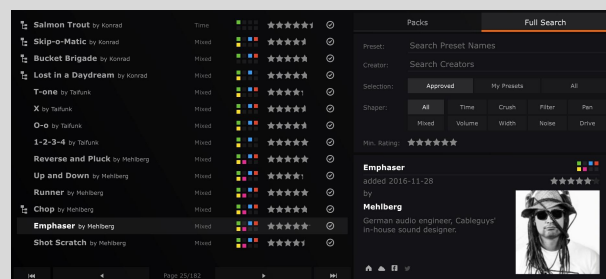 Salmon Trout by Konrad Time
Skip-o-Matic by Konrad Mixed
Bucket Brigade by Konrad Mixed
Lost in a Daydream by Konrad Mixed
T-one by Taifunk Mixed
X by Taifunk Mixed
O-o by Taifunk Mixed
1-2-3-4 by Taifunk Mixed
Reverse and Pluck by Mehlberg Mixed
Up and Down by Mehlberg Mixed
Runner by Mehlberg Mixed
Chop by Mehlberg Mixed
Emphaser by Mehlberg Mixed
Shot Scratch by Mehlberg Mixed
Page 25/182
Packs Full Search
Preset: Search Preset Names
Creator: Search Creators
Selection: Approved My Presets All
Shaper: All Time Crush Filter Pan
Mixed Volume Width Noise Drive
Min. Rating:
Emphaser
added 2016-11-28
by
Mehlberg
German audio engineer, Cableguys'
in-house sound designer.